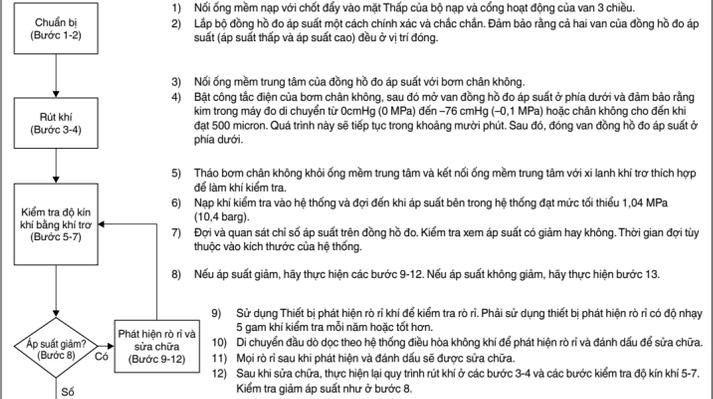 Chuẩn bị
(Bước 1-2)
1) Nối ống mềm nạp với chốt đẩy vào mặt Thấp của bộ nạp và cổng hoạt động của van 3 chiều.
2) Lắp bộ đồng hồ đo áp suất một cách chính xác và chắc chắn. Đảm bảo rằng cả hai van của đồng hồ đo áp
suất (áp suất thấp và áp suất cao) đều ở vị trí đóng.
Rút khí
(Bước 3-4)
3) Nối ống mềm trung tâm của đồng hồ đo áp suất với bơm chân không.
4) Bật công tắc điện của bơm chân không, sau đó mở van đồng hồ đo áp suất ở phía dưới và đảm bảo rằng
kim trong máy đo di chuyển từ 0cmHg (0 MPa) đến –76 cmHg (–0,1 MPa) hoặc chân không cho đến khi
đạt 500 micron. Quá trình này sẽ tiếp tục trong khoảng mười phút. Sau đó, đóng van đồng hồ đo áp suất ở
phía dưới.
Kiểm tra độ kín
khí bằng khí trơ
(Bước 5-7)
5) Tháo bơm chân không khỏi ống mềm trung tâm và kết nối ống mềm trung tâm với xi lanh khí trơ thích hợp
để làm khí kiểm tra.
6) Nạp khí kiểm tra vào hệ thống và đợi đến khi áp suất bên trong hệ thống đạt mức tối thiểu 1,04 MPa
(10,4 barg).
7) Đợi và quan sát chỉ số áp suất trên đồng hồ đo. Kiểm tra xem áp suất có giảm hay không. Thời gian đợi tùy
thuộc vào kích thước của hệ thống.
8) Nếu áp suất giảm, hãy thực hiện các bước 9-12. Nếu áp suất không giảm, hãy thực hiện bước 13.
Áp suất giảm?
(Bước 8)
Có
Số
Phát hiện rò rỉ và
sửa chữa
(Bước 9-12)
9) Sử dụng Thiết bị phát hiện rò rỉ khí để kiểm tra rò rỉ. Phải sử dụng thiết bị phát hiện rò rỉ có độ nhạy
5 gam khí kiểm tra mỗi năm hoặc tốt hơn.
10) Di chuyển đầu dò dọc theo hệ thống điều hòa không khí để phát hiện rò rỉ và đánh dấu để sửa chữa.
11) Mọi rò rỉ sau khi phát hiện và đánh dấu sẽ được sửa chữa.
12) Sau khi sửa chữa, thực hiện lại quy trình rút khí ở các bước 3-4 và các bước kiểm tra độ kín khí 5-7.
Kiểm tra giảm áp suất như ở bước 8.